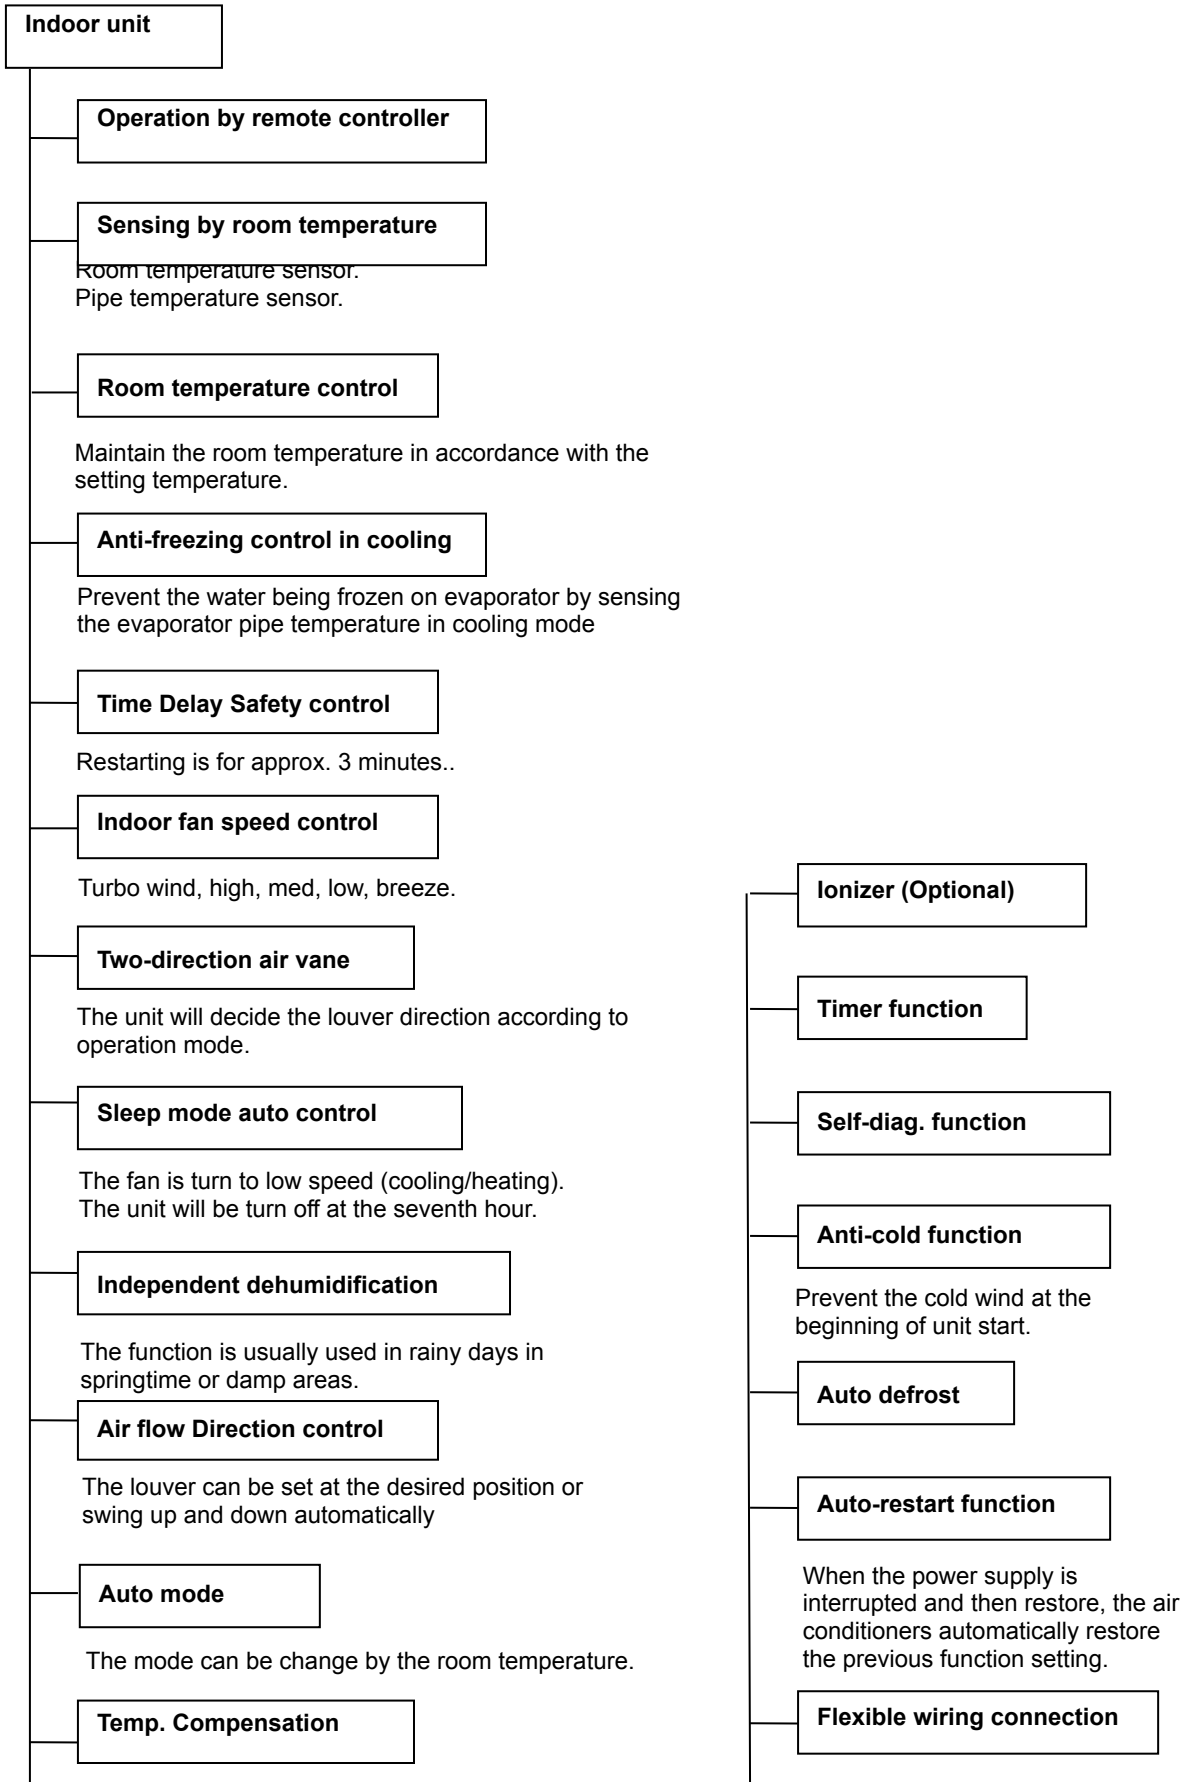 Indoor unit
Operation by remote controller
Sensing by room temperature
Room temperature sensor.
Pipe temperature sensor.
Room temperature control
Maintain the room temperature in accordance with the
setting temperature.
Anti-freezing control in cooling
Prevent the water being frozen on evaporator by sensing
the evaporator pipe temperature in cooling mode
Time Delay Safety control
Restarting is for approx. 3 minutes..
Indoor fan speed control
Turbo wind, high, med, low, breeze.
Two-direction air vane
The unit will decide the louver direction according to
operation mode.
Sleep mode auto control
The fan is turn to low speed (cooling/heating).
The unit will be turn off at the seventh hour.
Independent dehumidification
The function is usually used in rainy days in
springtime or damp areas.
Air flow Direction control
The louver can be set at the desired position or
swing up and down automatically
Auto mode
The mode can be change by the room temperature.
Temp. Compensation
Ionizer (Optional)
Timer function
Self-diag. function
Anti-cold function
Prevent the cold wind at the
beginning of unit start.
Auto defrost
Auto-restart function
When the power supply is
interrupted and then restore, the air
conditioners automatically restore
the previous function setting.
Flexible wiring connection